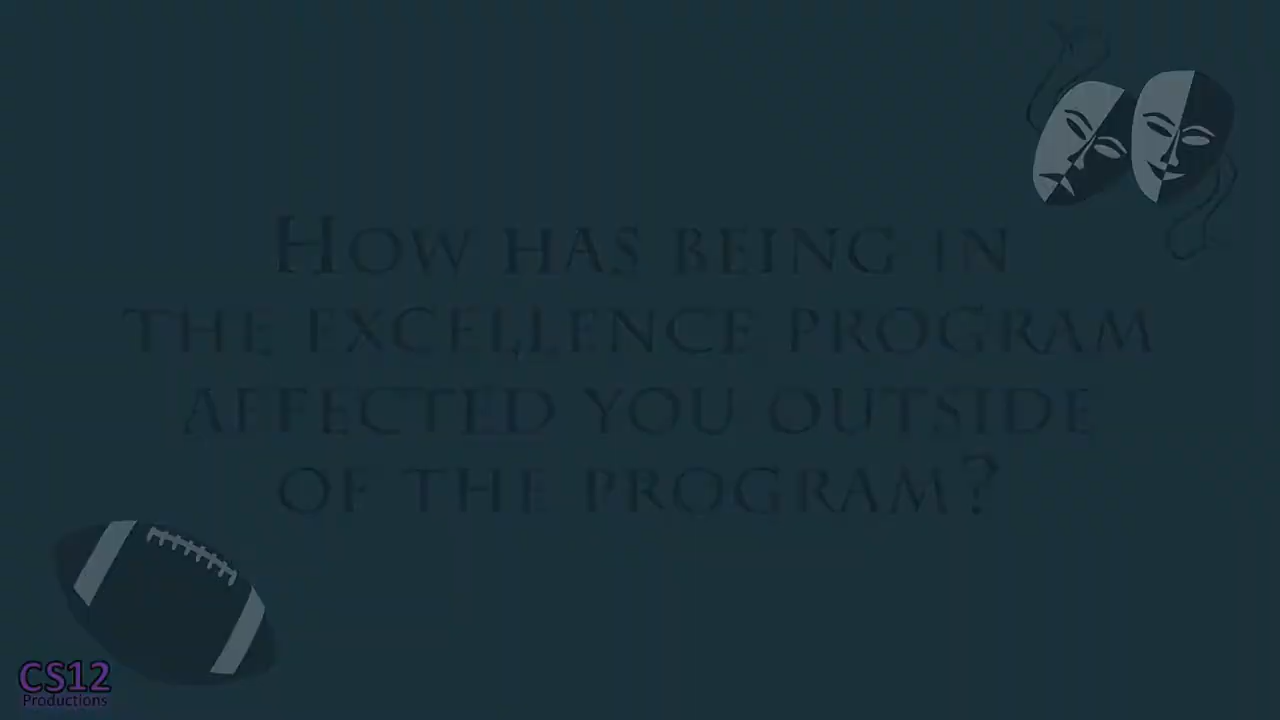 How has being in
the excellence program
affected you outside
of the program?
CS12
Productions